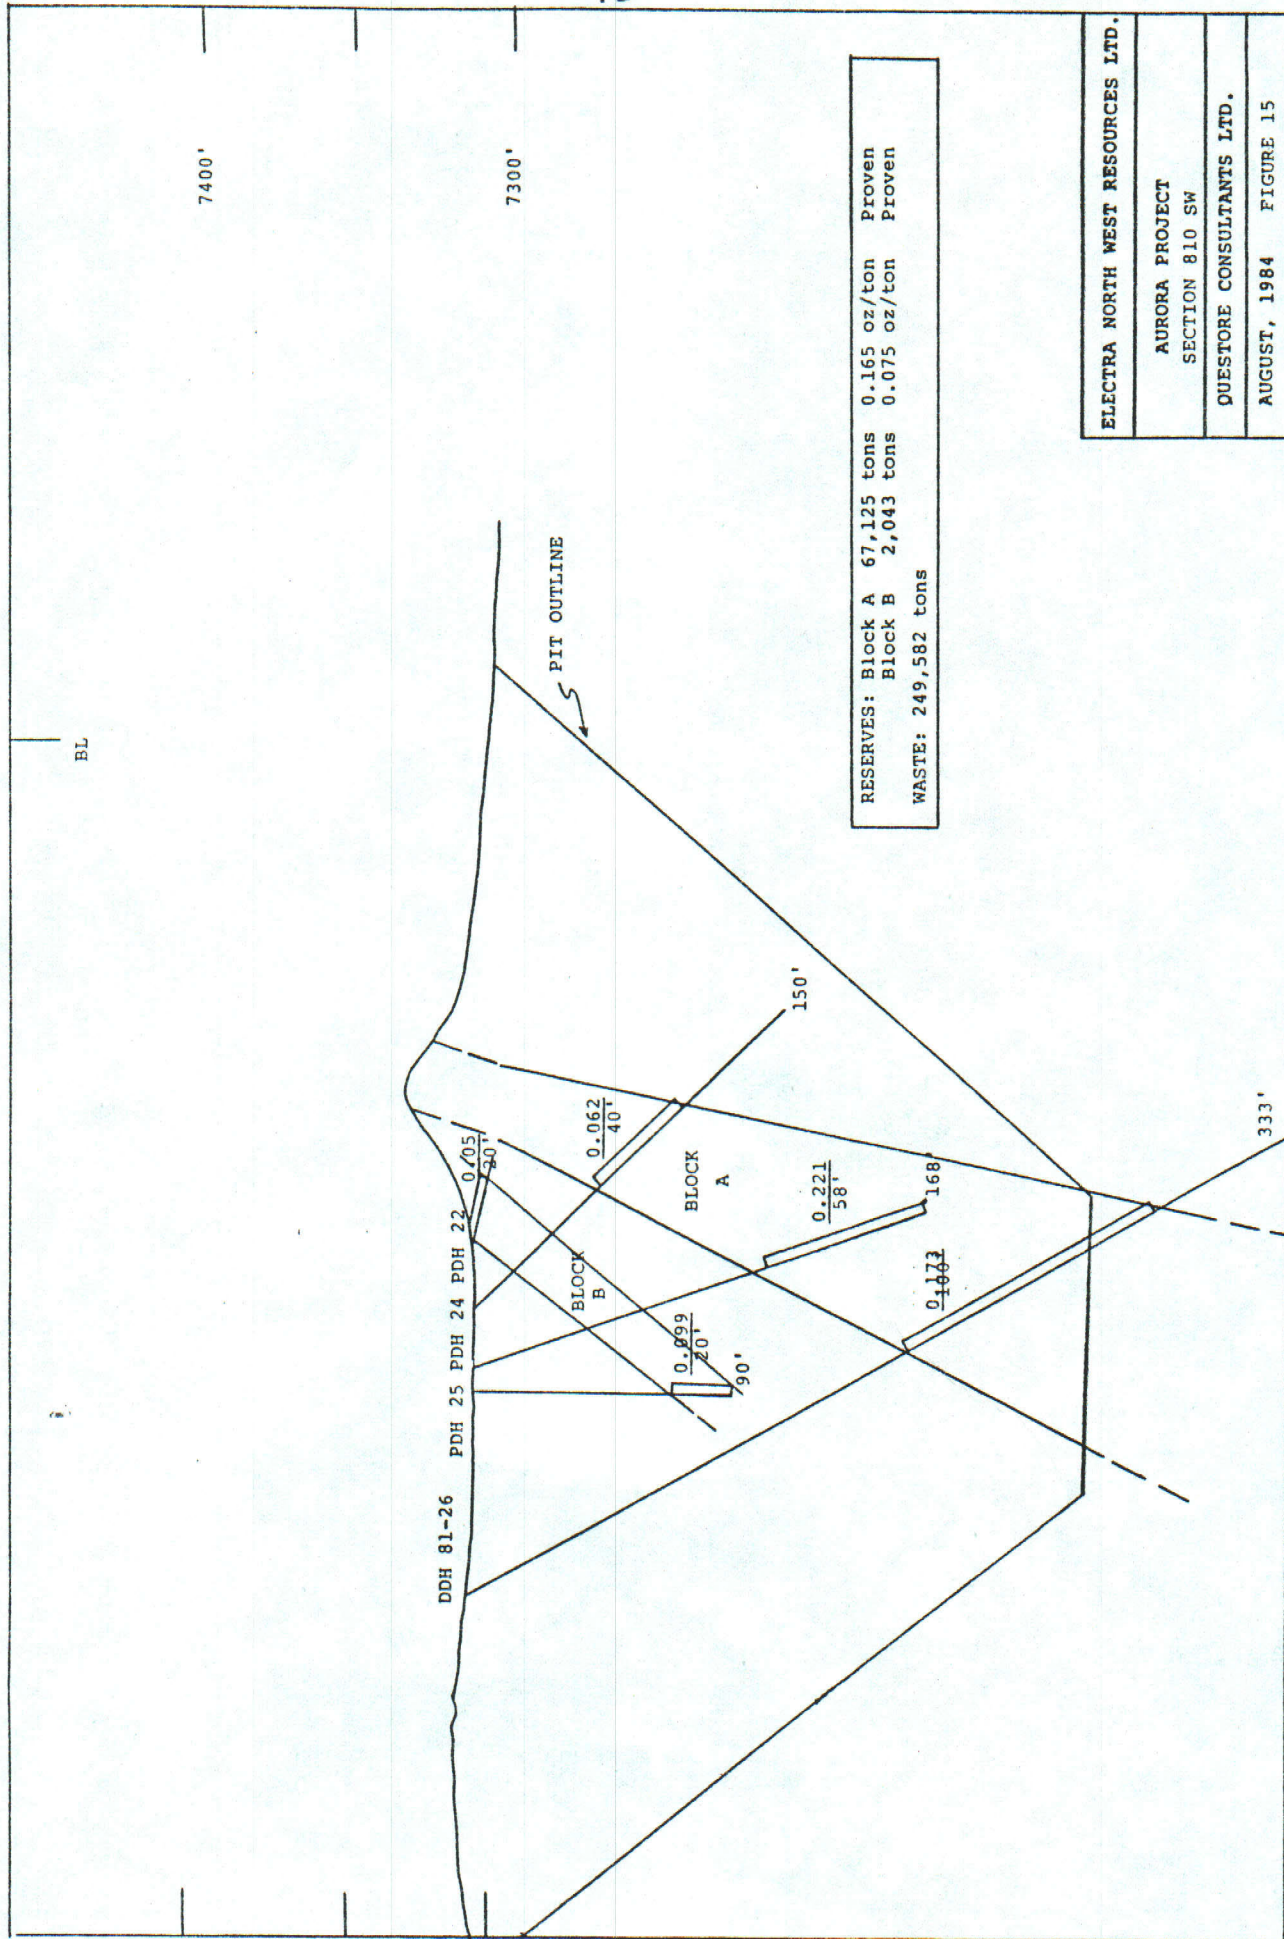 BL
7400'
7300'
DDH 81-26
PDH 25
PDH 24
PDH 22
20'
0.062
40'
150'
PIT OUTLINE
BLOCK
B
BLOCK
A
0.099
20'
90'
0.221
58'
168'
0.173
100'
333'
RESERVES: Block A 67,125 tons 0.165 oz/ton Proven
Block B 2,043 tons 0.075 oz/ton Proven
WASTE: 249,582 tons
ELECTRA NORTH WEST RESOURCES LTD.
AURORA PROJECT
SECTION 810 SW
QUESTORE CONSULTANTS LTD.
AUGUST, 1984 FIGURE 15